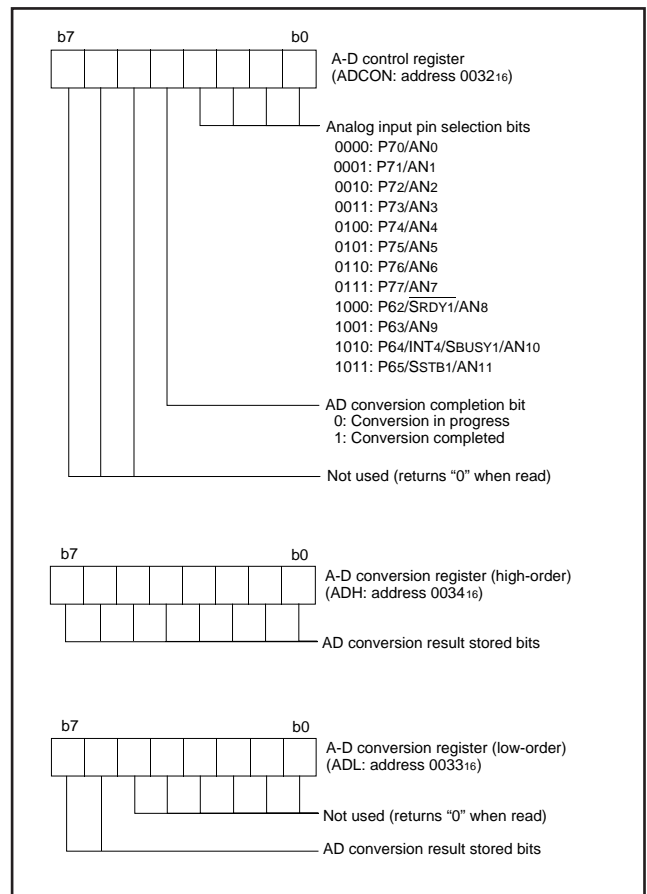 b7 b0
A-D control register
(ADCON: address 003216)
Analog input pin selection bits
0000: P70/AN0
0001: P71/AN1
0010: P72/AN2
0011: P73/AN3
0100: P74/AN4
0101: P75/AN5
0110: P76/AN6
0111: P77/AN7
1000: P62/SRDY1/AN8
1001: P63/AN9
1010: P64/INT4/SBUSY1/AN10
1011: P65/SSTB1/AN11
AD conversion completion bit
0: Conversion in progress
1: Conversion completed
Not used (returns “0” when read)
b7 b0
A-D conversion register (high-order)
(ADH: address 003416)
AD conversion result stored bits
b7 b0
A-D conversion register (low-order)
(ADL: address 003316)
Not used (returns “0” when read)
AD conversion result stored bits